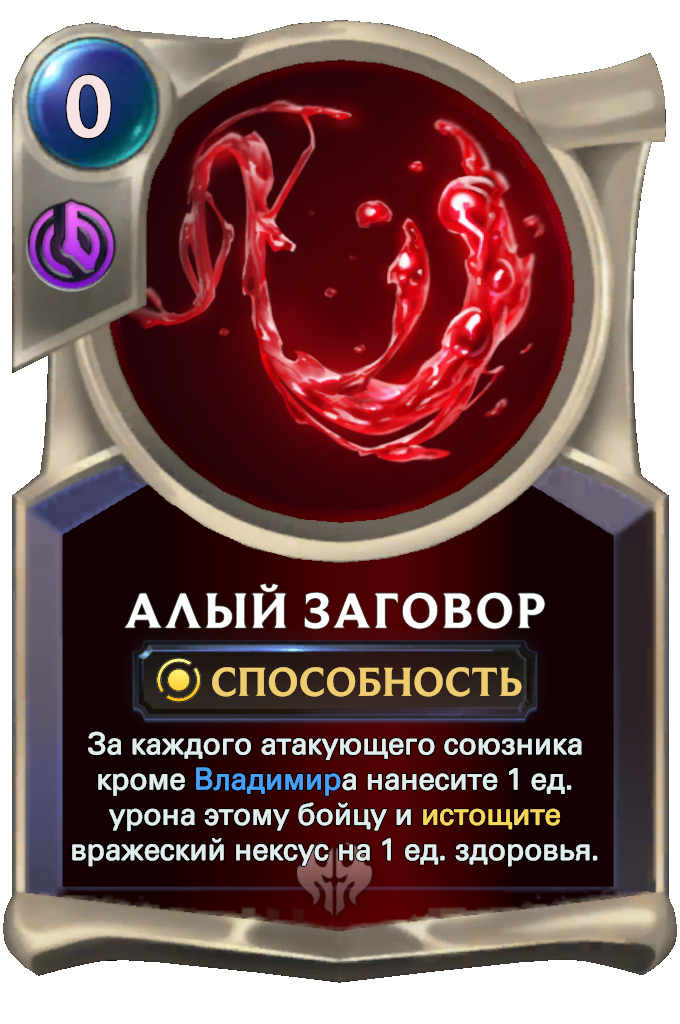 0
АЛЫЙ ЗАГОВОР
СПОСОБНОСТЬ
За каждого атакующего союзника
кроме Владимира нанесите 1 ед.
урона этому бойцу и истощите
вражеский нексус на 1 ед. здоровья.